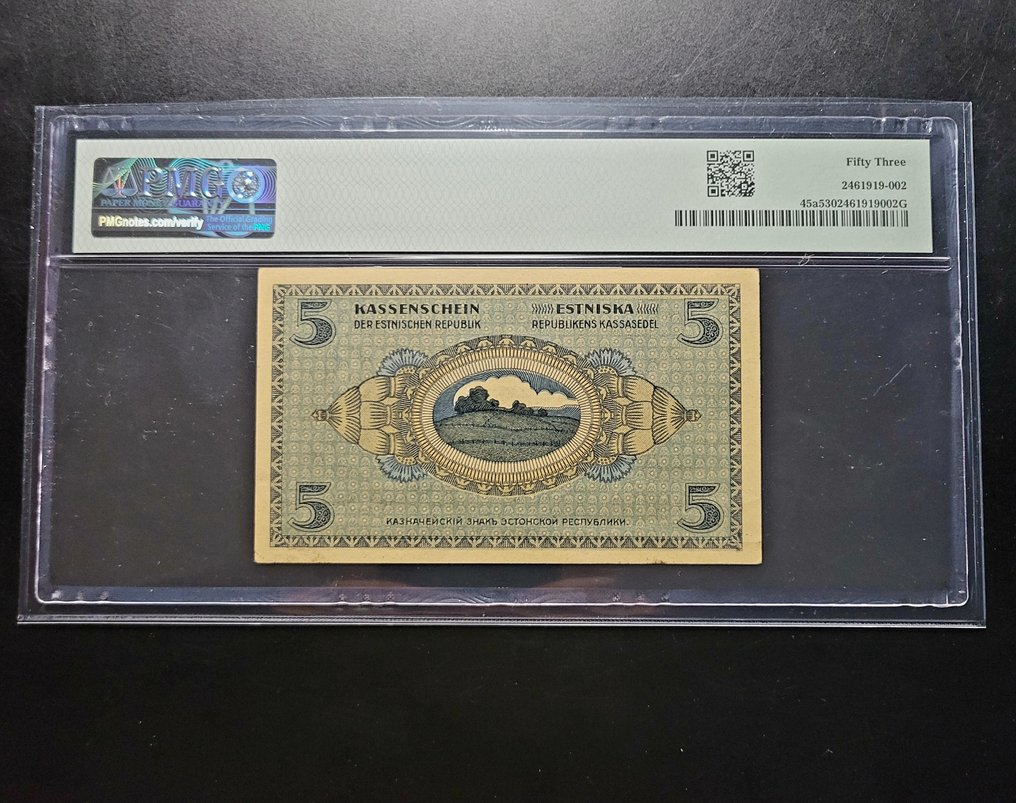 PMG
PAPER MONEY GUARANTY
PMGnotes.com/verify
The Official Grading
Service of the
Fifty Three
2461919-002
45a5302461919002G
5
KASSENSCHEIN
DER ESTNISCHEN REPUBLIK
ESTNISKA
REPUBLIKENS KASSASEDEL
5
5
КАЗНАЧЕЙСКІЙ ЗНАКЪ ЭСТОНСКОЙ РЕСПУБЛИКИ.
5